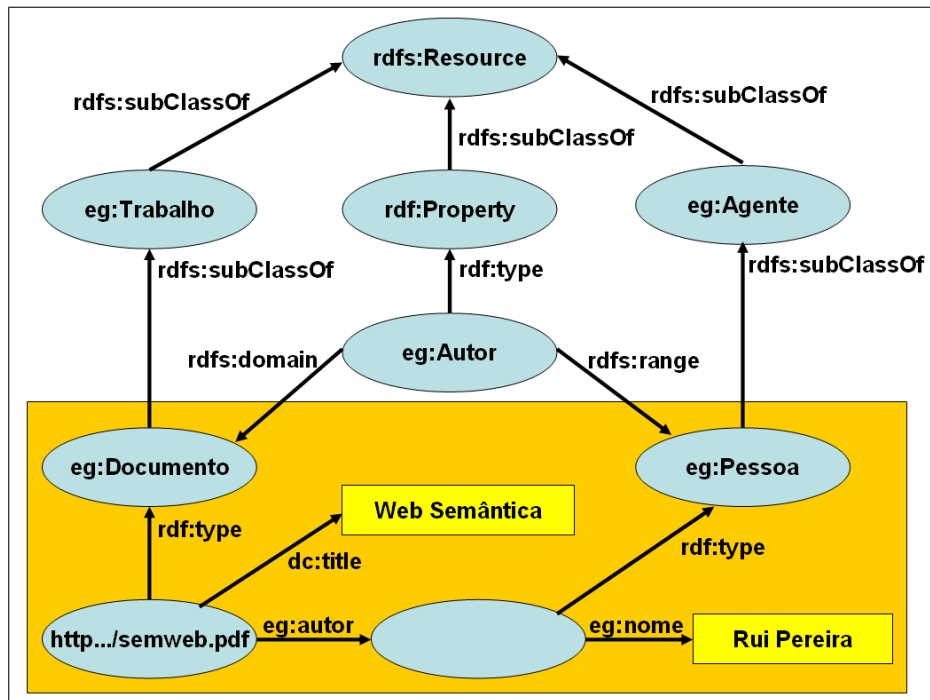 rdfs:Resource
rdfs:subClassOf
rdfs:subClassOf
rdfs:subClassOf
eg:Trabalho
rdf:Property
eg:Agente
rdfs:subClassOf
rdf:type
rdfs:subClassOf
rdfs:domain
eg:Autor
rdfs:range
eg:Documento
eg:Pessoa
Web Semântica
rdf:type
dc:title
rdf:type
http.../semweb.pdf
eg:autor
eg:nome
Rui Pereira